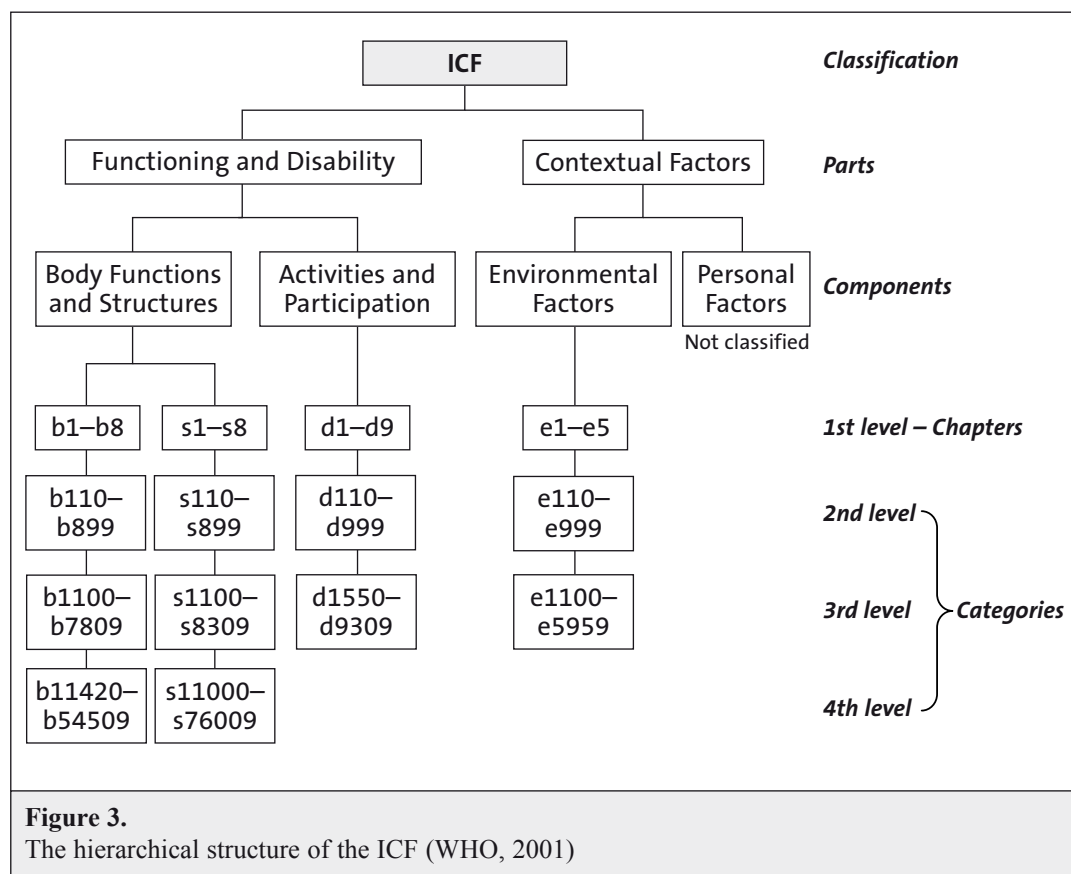 ICF
Classification
Functioning and Disability
Contextual Factors
Parts
Body Functions
and Structures
Activities and
Participation
Environmental
Factors
Personal
Factors
Components
Not classified
b1–b8
s1–s8
d1–d9
e1–e5
1st level – Chapters
b110–
b899
s110–
s899
d110–
d999
e110–
e999
2nd level
b1100–
b7809
s1100–
s8309
d1550–
d9309
e1100–
e5959
3rd level
Categories
b11420–
b54509
s11000–
s76009
4th level
Figure 3.
The hierarchical structure of the ICF (WHO, 2001)